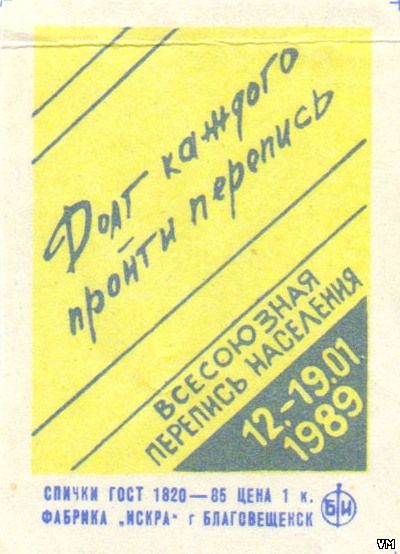 Долг каждого
пройти перепись
ВСЕСОЮЗНАЯ
ПЕРЕПИСЬ НАСЕЛЕНИЯ
12.–19.01.
1989
СПИЧКИ ГОСТ 1820—85 ЦЕНА 1 к.
ФАБРИКА „ИСКРА" г БЛАГОВЕЩЕНСК
БИ
VM